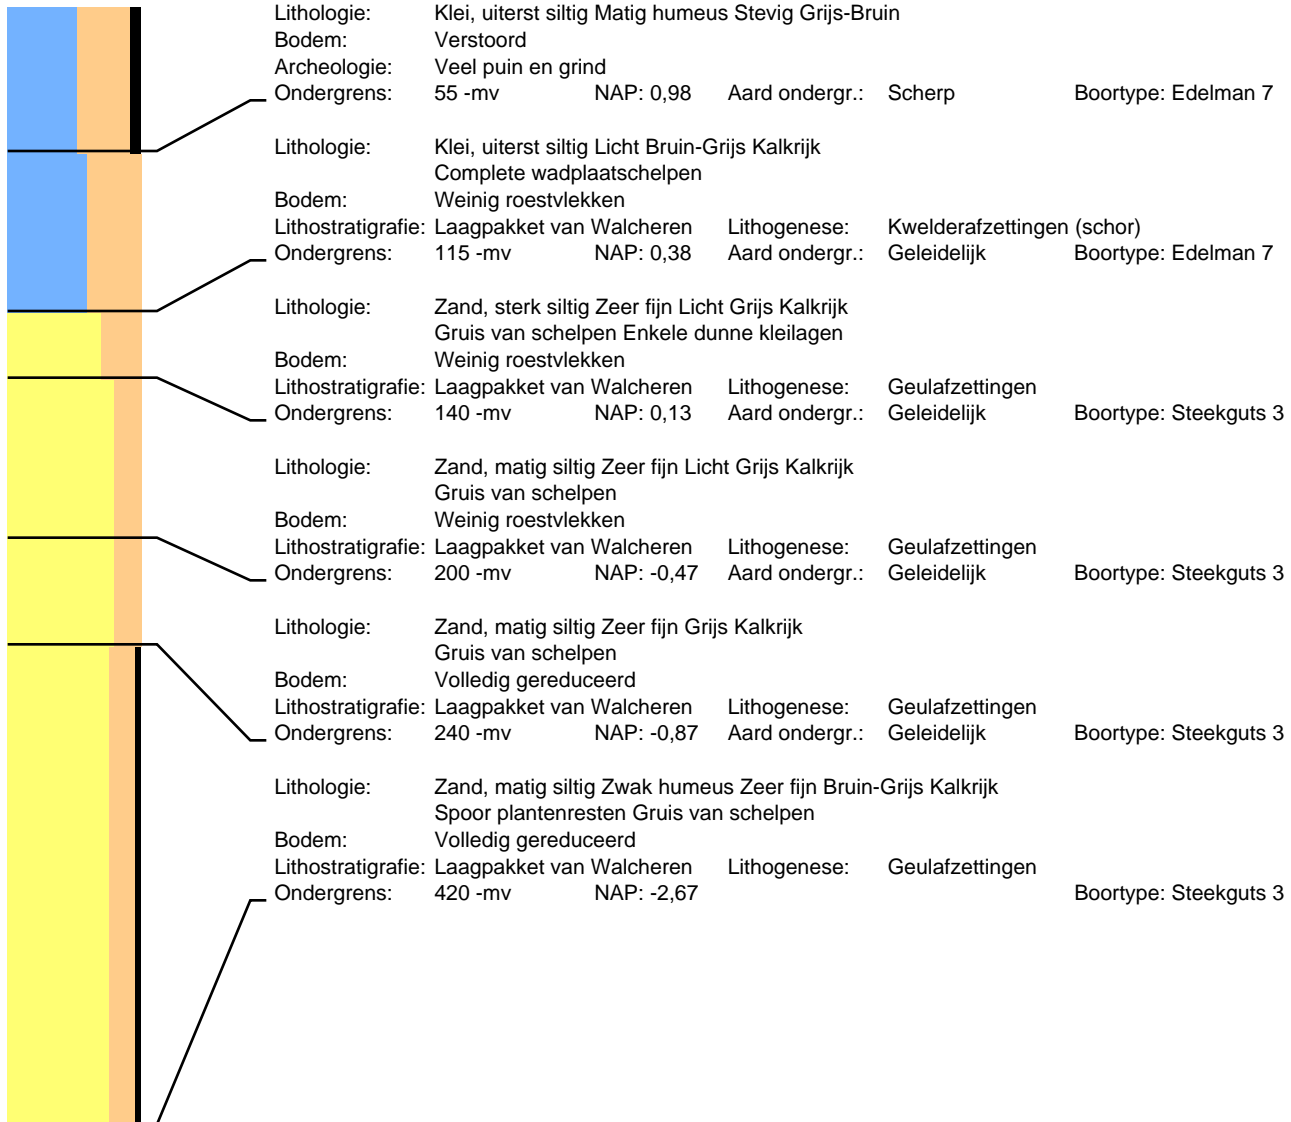 Lithologie: Klei, uiterst siltig Matig humeus Stevig Grijs-Bruin
Bodem: Verstoord
Archeologie: Veel puin en grind
Ondergrens: 55 -mv NAP: 0,98 Aard ondergr.: Scherp Boortype: Edelman 7
Lithologie: Klei, uiterst siltig Licht Bruin-Grijs Kalkrijk
Complete wadplaatschelpen
Bodem: Weinig roestvlekken
Lithostratigrafie: Laagpakket van Walcheren Lithogenese: Kwelderafzettingen (schor)
Ondergrens: 115 -mv NAP: 0,38 Aard ondergr.: Geleidelijk Boortype: Edelman 7
Lithologie: Zand, sterk siltig Zeer fijn Licht Grijs Kalkrijk
Gruis van schelpen Enkele dunne kleilagen
Bodem: Weinig roestvlekken
Lithostratigrafie: Laagpakket van Walcheren Lithogenese: Geulafzettingen
Ondergrens: 140 -mv NAP: 0,13 Aard ondergr.: Geleidelijk Boortype: Steekguts 3
Lithologie: Zand, matig siltig Zeer fijn Licht Grijs Kalkrijk
Gruis van schelpen
Bodem: Weinig roestvlekken
Lithostratigrafie: Laagpakket van Walcheren Lithogenese: Geulafzettingen
Ondergrens: 200 -mv NAP: -0,47 Aard ondergr.: Geleidelijk Boortype: Steekguts 3
Lithologie: Zand, matig siltig Zeer fijn Grijs Kalkrijk
Gruis van schelpen
Bodem: Volledig gereduceerd
Lithostratigrafie: Laagpakket van Walcheren Lithogenese: Geulafzettingen
Ondergrens: 240 -mv NAP: -0,87 Aard ondergr.: Geleidelijk Boortype: Steekguts 3
Lithologie: Zand, matig siltig Zwak humeus Zeer fijn Bruin-Grijs Kalkrijk
Spoor plantenresten Gruis van schelpen
Bodem: Volledig gereduceerd
Lithostratigrafie: Laagpakket van Walcheren Lithogenese: Geulafzettingen
Ondergrens: 420 -mv NAP: -2,67 Boortype: Steekguts 3